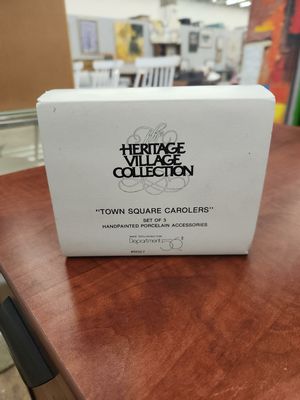 The
HERITAGE
VILLAGE
COLLECTION
"TOWN SQUARE CAROLERS"
SET OF 3
HANDPAINTED PORCELAIN ACCESSORIES
Department 56